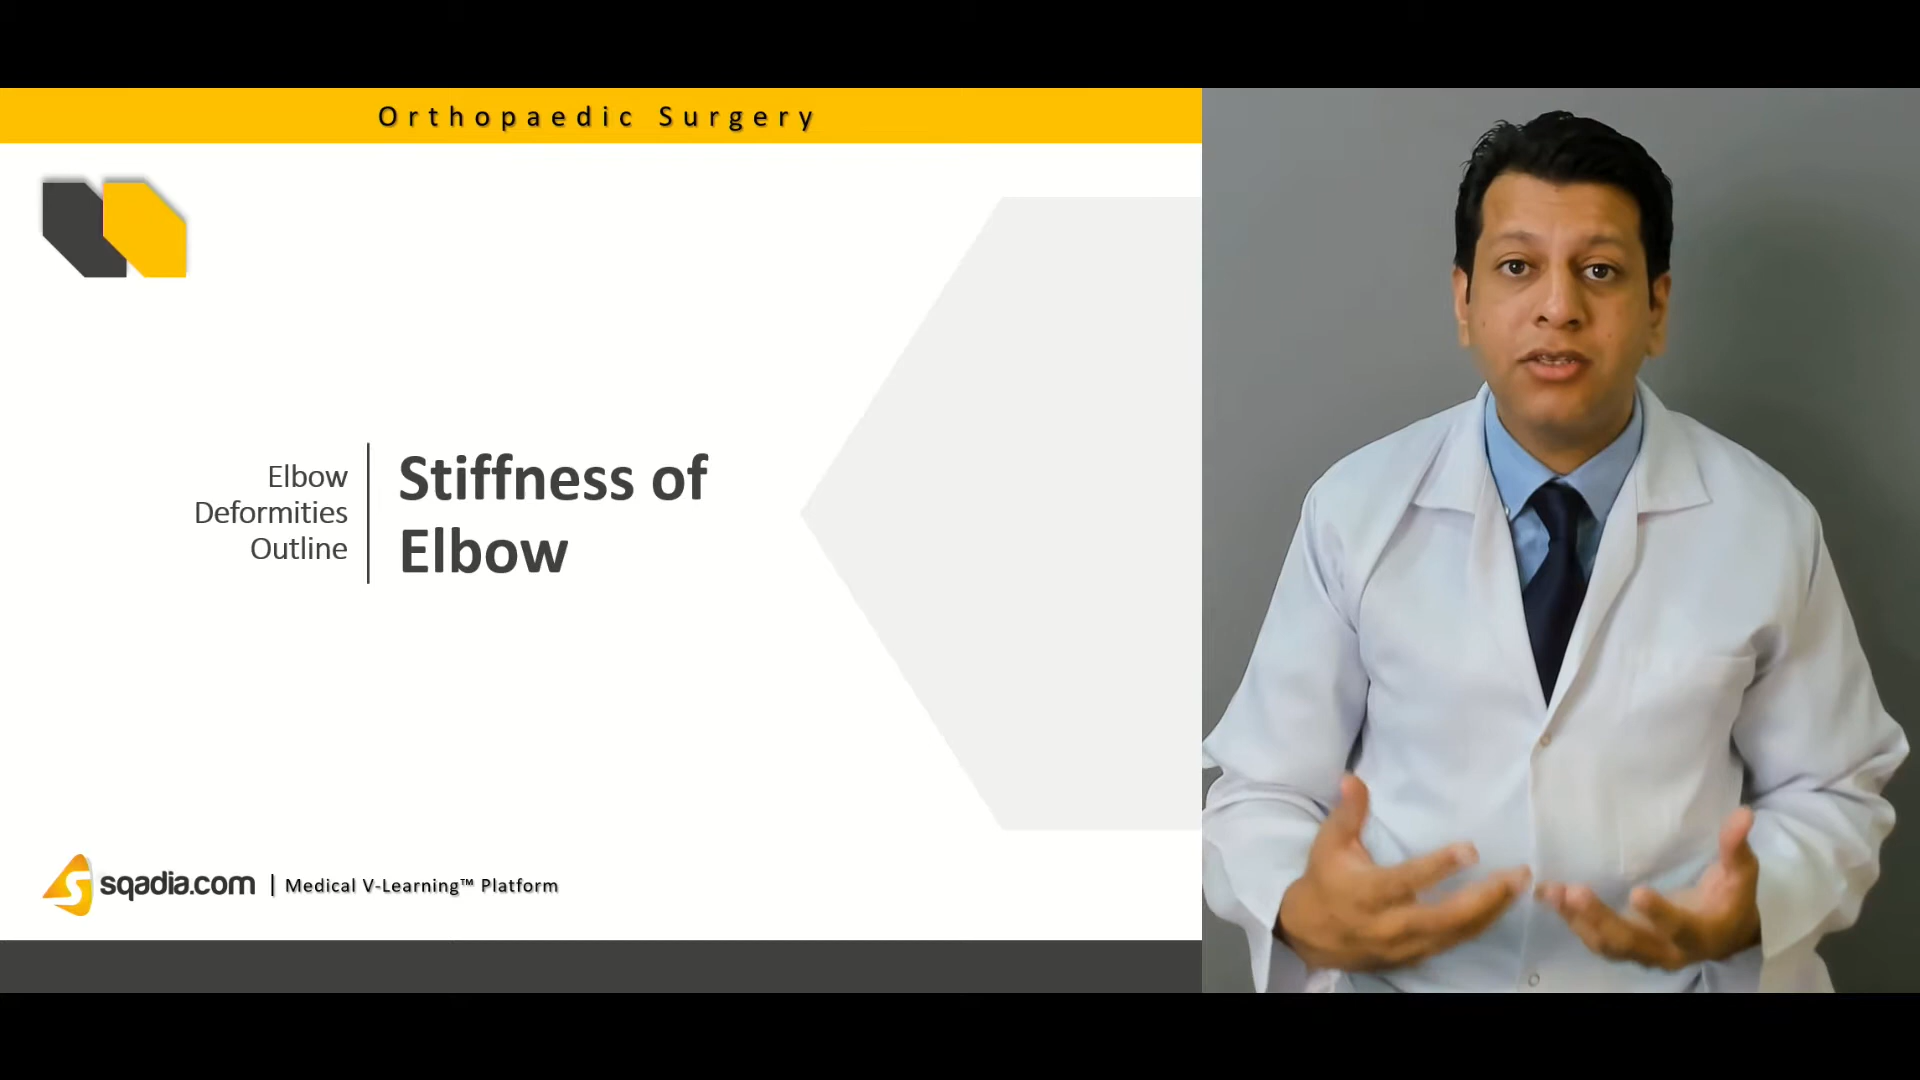 Orthopaedic Surgery
Elbow
Deformities
Outline
Stiffness of
Elbow
sqadia.com | Medical V-Learning™ Platform